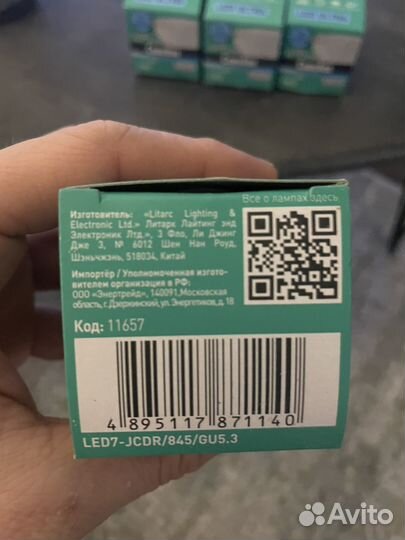 Все о лампах здесь
Изготовитель: «Litarc Lighting &
Electronic Ltd.» Литарк Лайтинг энд
Электроник Лтд.», 3 Фло, Ли Джинг
Дже 3, № 6012 Шен Нан Роуд,
Шэньчжэнь, 518034, Китай
Импортёр / Уполномоченная изгото-
вителем организация в РФ:
ООО «Энертрейд», 140091, Московская
область, г. Дзержинский, ул. Энергетиков, д. 18
Код: 11657
4 895117 871140
LED7-JCDR/845/GU5.3
Avito